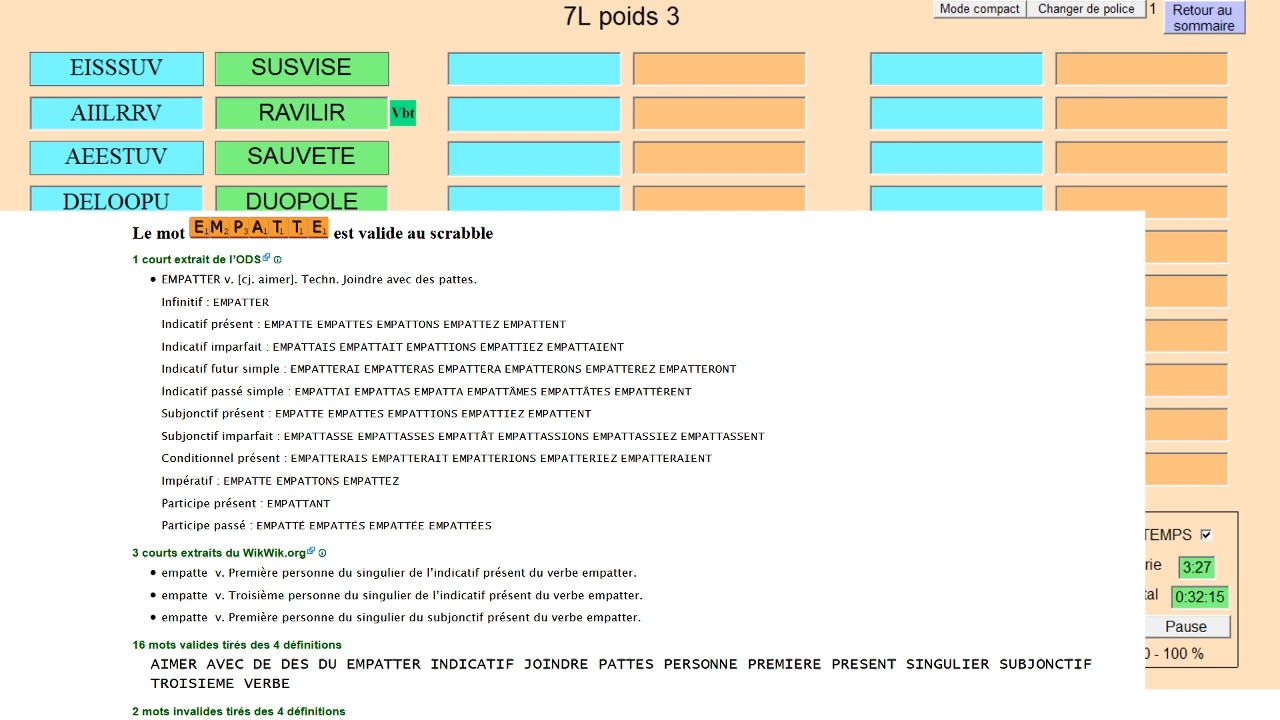 7L poids 3
Mode compact Changer de police 1 Retour au sommaire
EISSSUV SUSVISE
AIILRRV RAVILIR Vbt
AEESTUV SAUVETE
DELOOPU DUOPOLE
Le mot E1M2P3A1T1T1E1 est valide au scrabble
1 court extrait de l'ODS
• EMPATTER v. [cj. aimer]. Techn. Joindre avec des pattes.
Infinitif : EMPATTER
Indicatif présent : EMPATTE EMPATTES EMPATTONS EMPATTEZ EMPATTENT
Indicatif imparfait : EMPATTAIS EMPATTAIT EMPATTIONS EMPATTIEZ EMPATTAIENT
Indicatif futur simple : EMPATTERAI EMPATTERAS EMPATTERA EMPATTERONS EMPATTEREZ EMPATTERONT
Indicatif passé simple : EMPATTAI EMPATTAS EMPATTA EMPATTÂMES EMPATTÂTES EMPATTÈRENT
Subjonctif présent : EMPATTE EMPATTES EMPATTIONS EMPATTIEZ EMPATTENT
Subjonctif imparfait : EMPATTASSE EMPATTASSES EMPATTÂT EMPATTASSIONS EMPATTASSIEZ EMPATTASSENT
Conditionnel présent : EMPATTERAIS EMPATTERAIT EMPATTERIONS EMPATTERIEZ EMPATTERAIENT
Impératif : EMPATTE EMPATTONS EMPATTEZ
Participe présent : EMPATTANT
Participe passé : EMPATTÉ EMPATTÉS EMPATTÉE EMPATTÉES
3 courts extraits du WikWik.org
• empatte v. Première personne du singulier de l'indicatif présent du verbe empatter.
• empatte v. Troisième personne du singulier de l'indicatif présent du verbe empatter.
• empatte v. Première personne du singulier du subjonctif présent du verbe empatter.
16 mots valides tirés des 4 définitions
AIMER AVEC DE DES DU EMPATTER INDICATIF JOINDRE PATTES PERSONNE PREMIERE PRESENT SINGULIER SUBJONCTIF
TROISIEME VERBE
2 mots invalides tirés des 4 définitions
TEMPS
rie 3:27
tal 0:32:15
Pause
0 - 100 %